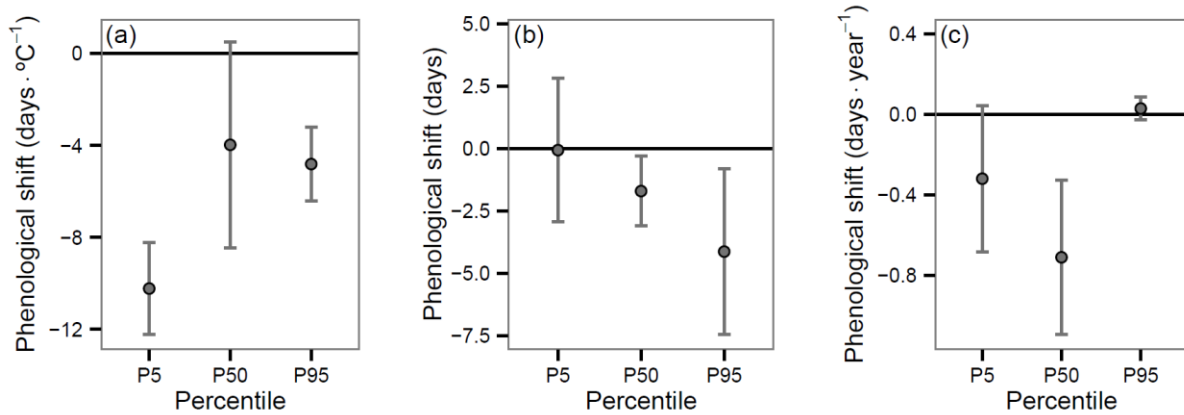 (a)
Phenological shift (days · ºC⁻¹)
0
−4
−8
−12
P5 P50 P95
Percentile
(b)
Phenological shift (days)
5.0
2.5
0.0
−2.5
−5.0
−7.5
P5 P50 P95
Percentile
(c)
Phenological shift (days · year⁻¹)
0.4
0.0
−0.4
−0.8
P5 P50 P95
Percentile